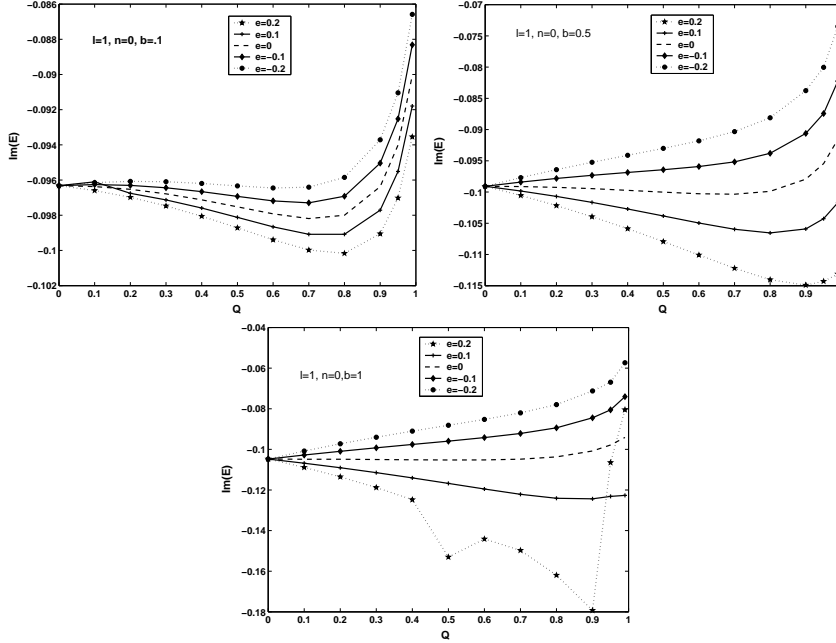 -0.086
-0.088
-0.09
-0.092
-0.094
-0.096
-0.098
-0.1
-0.102
Im(E)
l=1, n=0, b=.1
e=0.2
e=0.1
e=0
e=-0.1
e=-0.2
0 0.1 0.2 0.3 0.4 0.5 0.6 0.7 0.8 0.9 1
Q
-0.07
-0.075
-0.08
-0.085
-0.09
-0.095
-0.1
-0.105
-0.11
-0.115
Im(E)
l=1, n=0, b=0.5
e=0.2
e=0.1
e=0
e=-0.1
e=-0.2
0 0.1 0.2 0.3 0.4 0.5 0.6 0.7 0.8 0.9
Q
-0.04
-0.06
-0.08
-0.1
-0.12
-0.14
-0.16
-0.18
Im(E)
l=1, n=0,b=1
e=0.2
e=0.1
e=0
e=-0.1
e=-0.2
0 0.1 0.2 0.3 0.4 0.5 0.6 0.7 0.8 0.9 1
Q